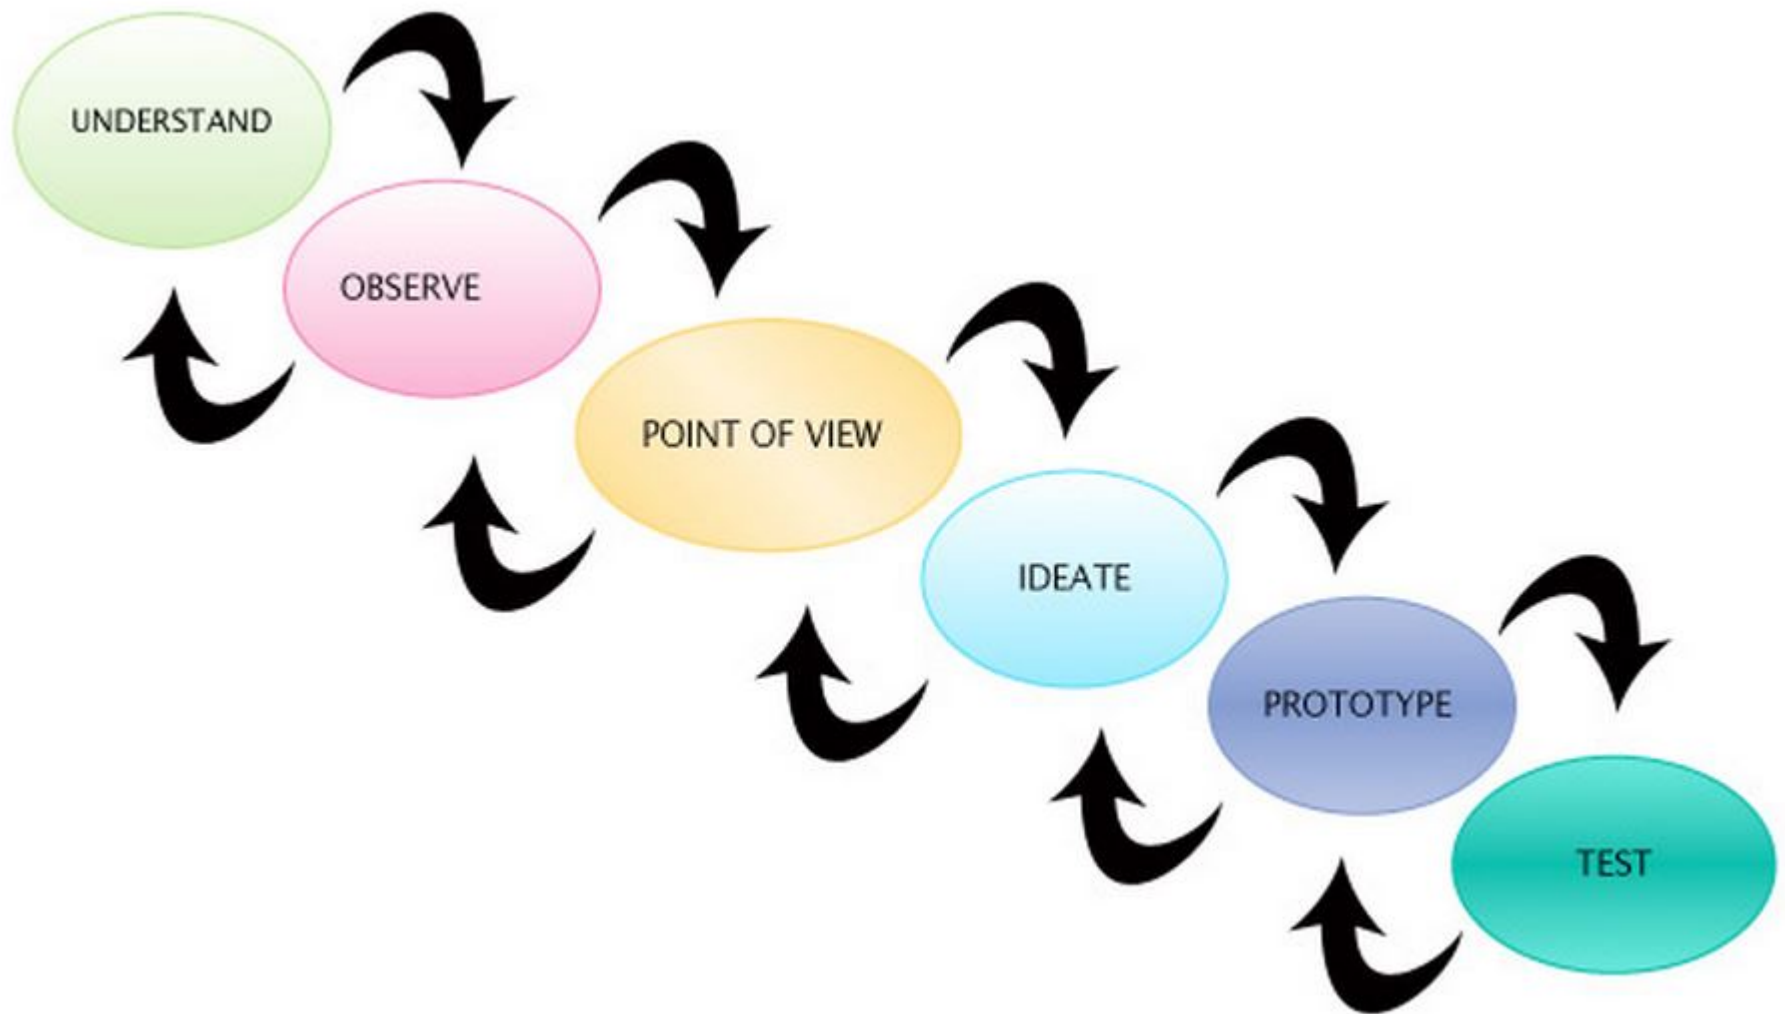 UNDERSTAND
OBSERVE
POINT OF VIEW
IDEATE
PROTOTYPE
TEST